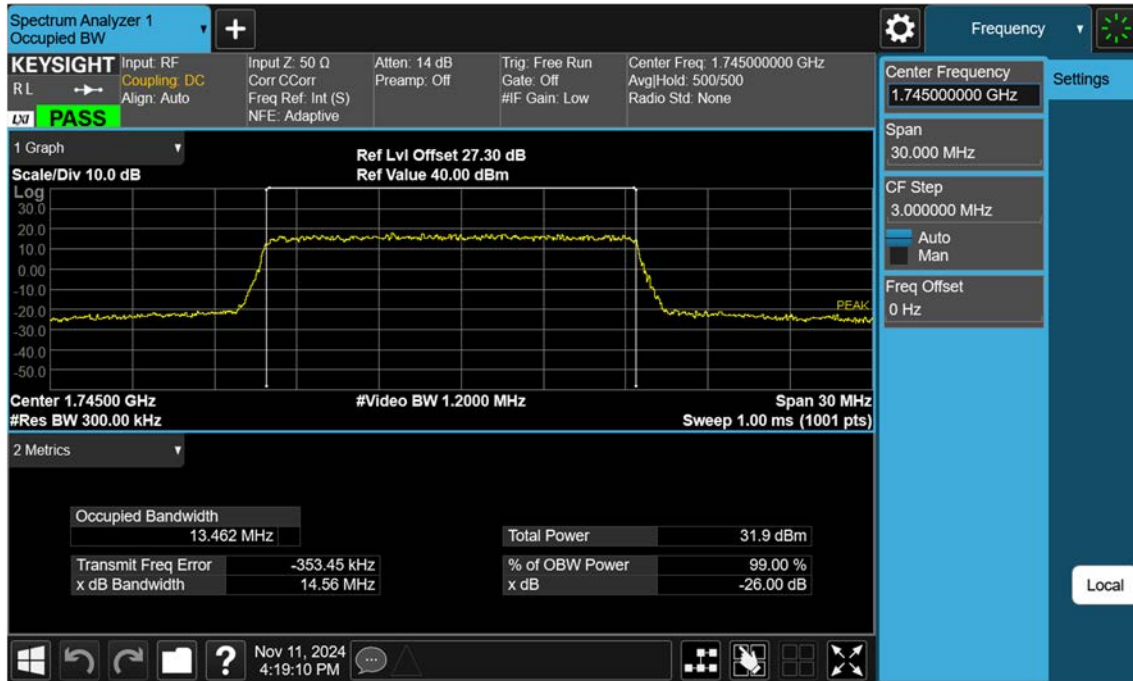 Spectrum Analyzer 1
Occupied BW
+
Frequency
KEYSIGHT
RL
LXI PASS
Input: RF
Coupling: DC
Align: Auto
Input Z: 50 Ω
Corr CCorr
Freq Ref: Int (S)
NFE: Adaptive
Atten: 14 dB
Preamp: Off
Trig: Free Run
Gate: Off
#IF Gain: Low
Center Freq: 1.745000000 GHz
Avg|Hold: 500/500
Radio Std: None
Center Frequency
1.745000000 GHz
Settings
Span
30.000 MHz
CF Step
3.000000 MHz
Auto
Man
Freq Offset
0 Hz
Local
1 Graph
Scale/Div 10.0 dB
Ref Lvl Offset 27.30 dB
Ref Value 40.00 dBm
Log
30.0
20.0
10.0
0.00
-10.0
-20.0
-30.0
-40.0
-50.0
PEAK
Center 1.74500 GHz
#Res BW 300.00 kHz
#Video BW 1.2000 MHz
Span 30 MHz
Sweep 1.00 ms (1001 pts)
2 Metrics
Occupied Bandwidth
13.462 MHz
Total Power 31.9 dBm
Transmit Freq Error -353.45 kHz
% of OBW Power 99.00 %
x dB Bandwidth 14.56 MHz
x dB -26.00 dB
?
Nov 11, 2024
4:19:10 PM